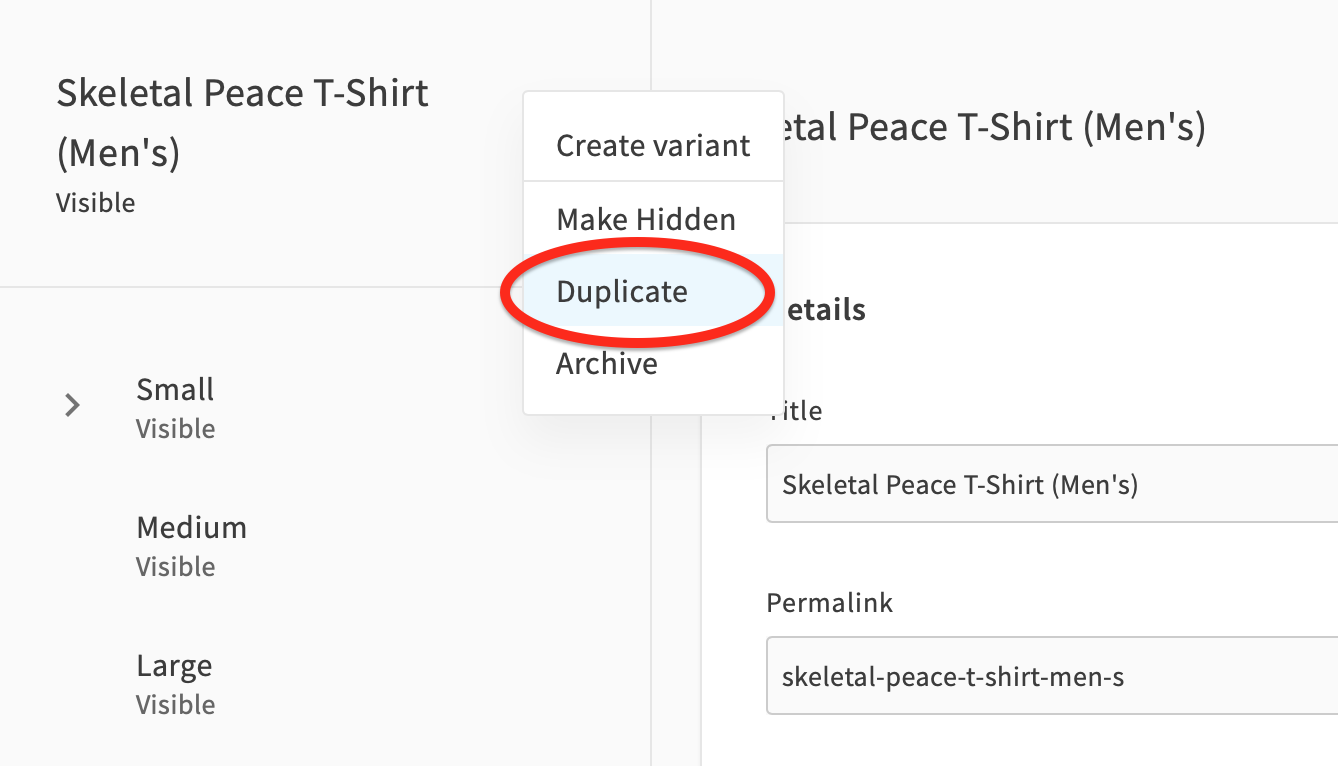 Skeletal Peace T-Shirt
(Men's)
Visible
Small
Visible
Medium
Visible
Large
Visible
Create variant
Make Hidden
Duplicate
Archive
etal Peace T-Shirt (Men's)
etails
Title
Skeletal Peace T-Shirt (Men's)
Permalink
skeletal-peace-t-shirt-men-s